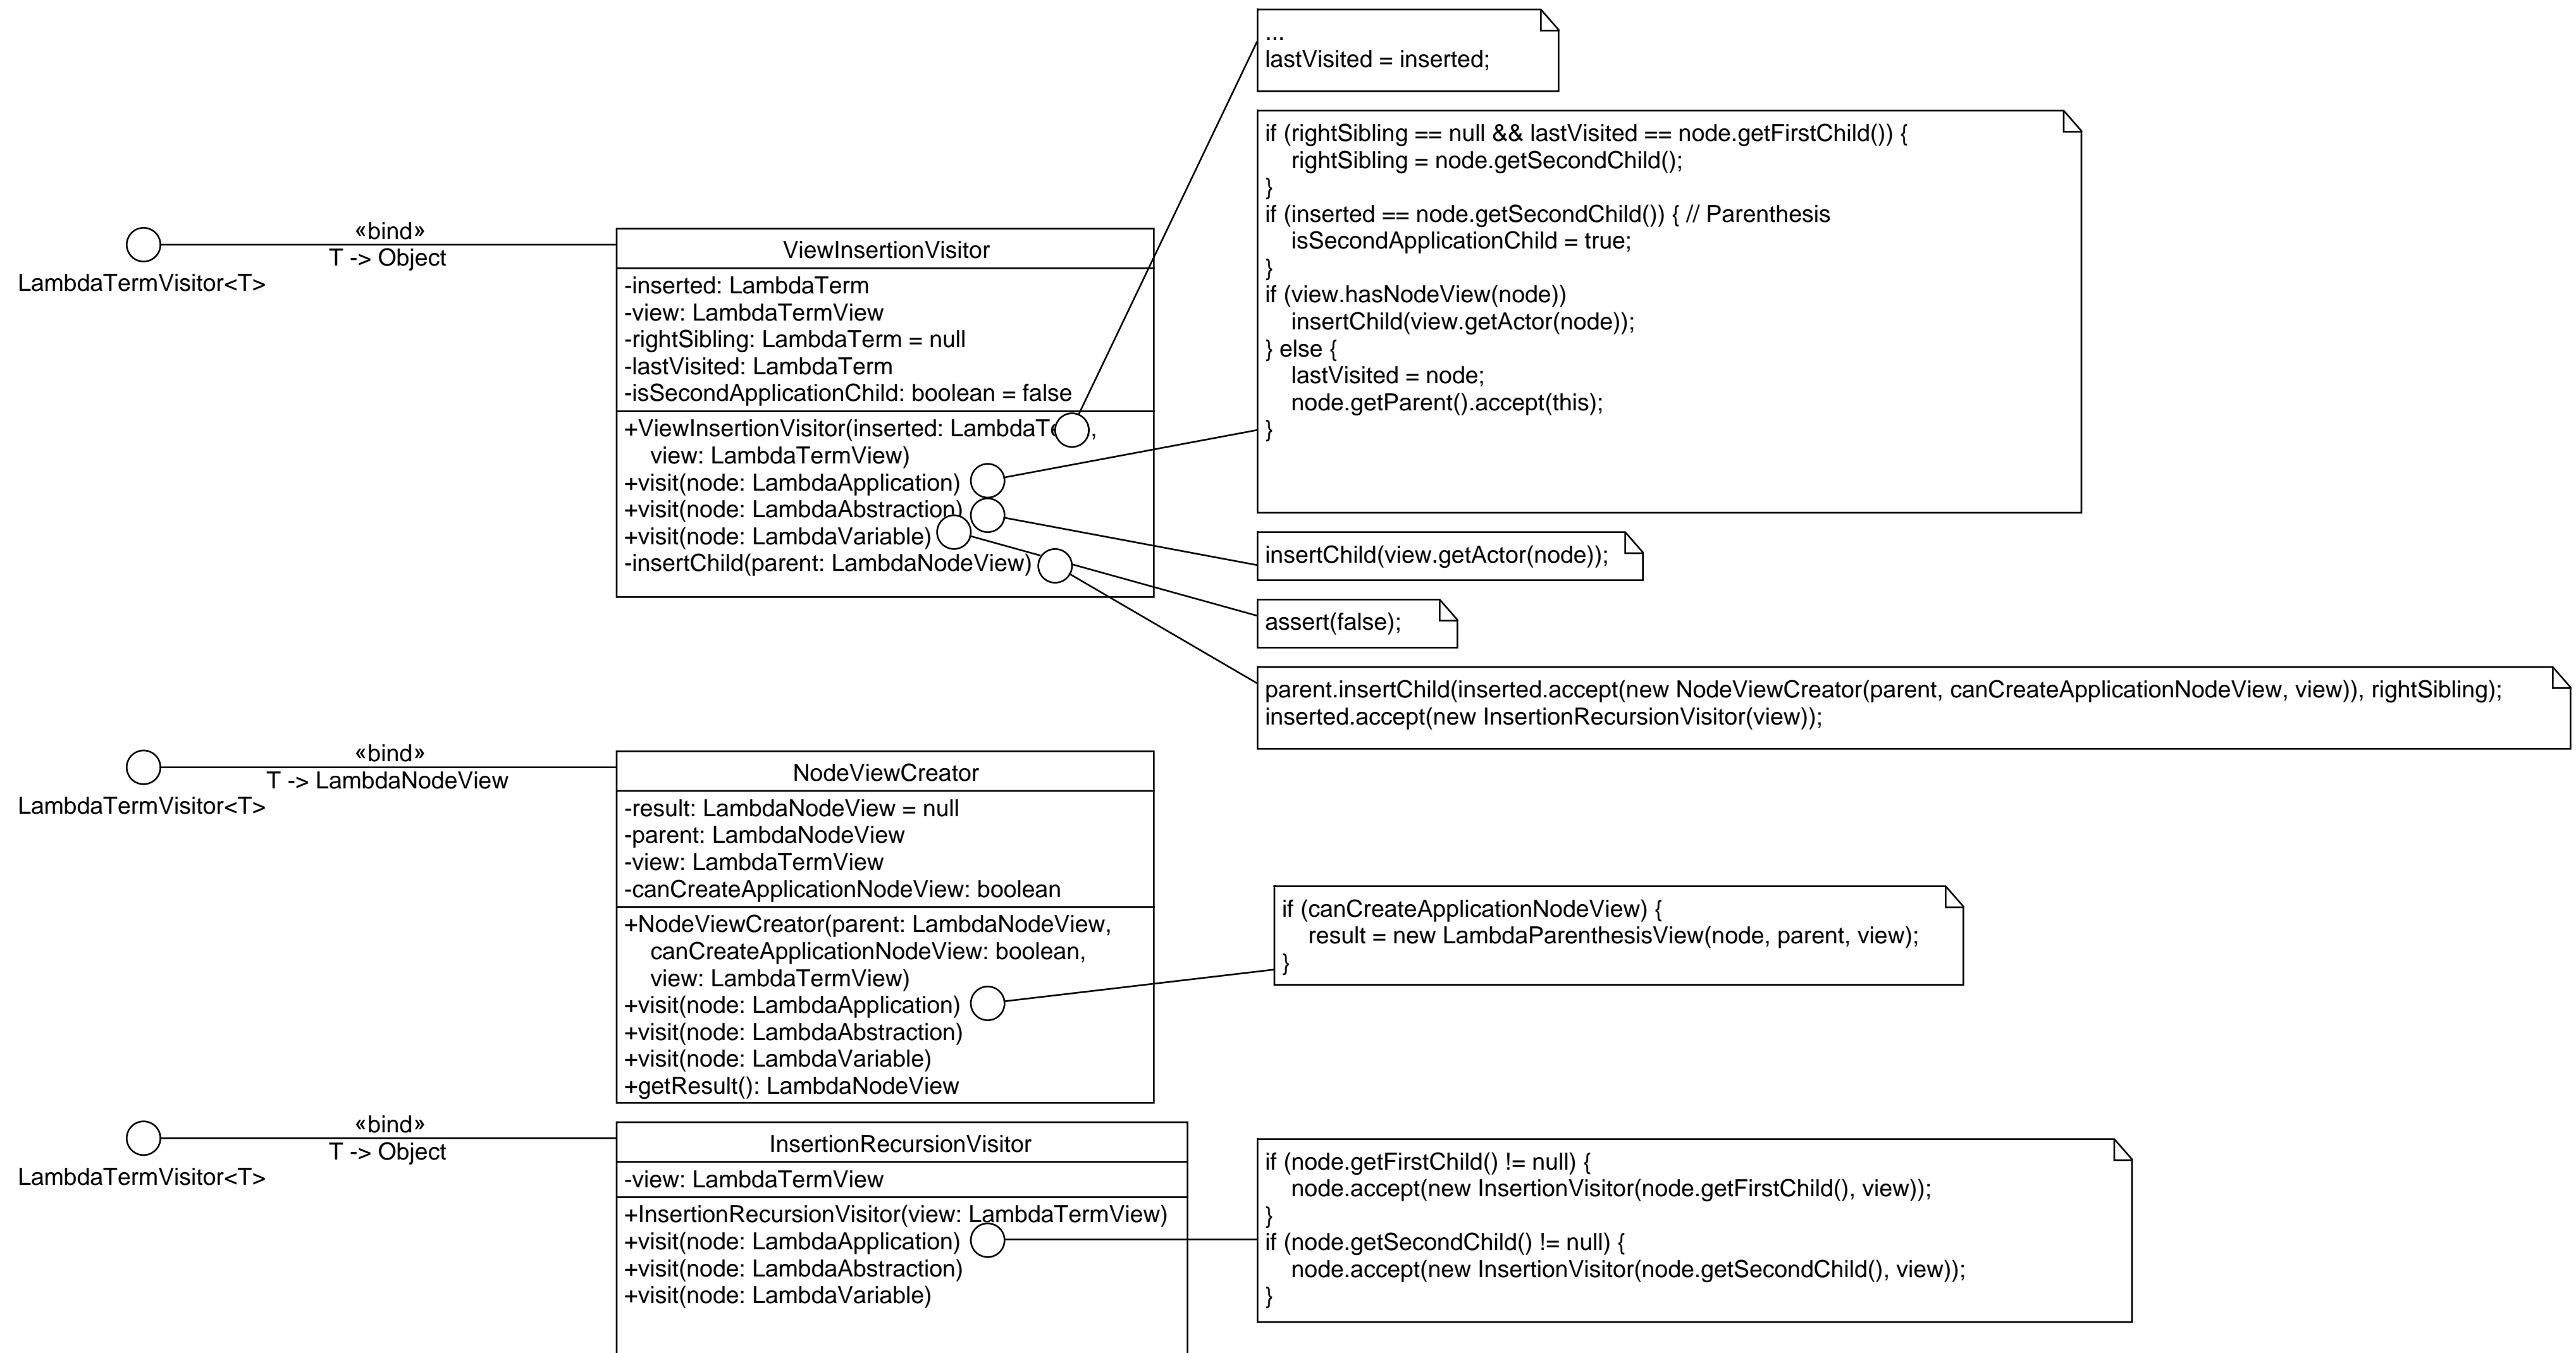 ...
lastVisited = inserted;
if (rightSibling == null && lastVisited == node.getFirstChild()) {
rightSibling = node.getSecondChild();
}
if (inserted == node.getSecondChild()) { // Parenthesis
isSecondApplicationChild = true;
}
if (view.hasNodeView(node))
insertChild(view.getActor(node));
} else {
lastVisited = node;
node.getParent().accept(this);
}
«bind»
T -> Object
LambdaTermVisitor<T>
ViewInsertionVisitor
-inserted: LambdaTerm
-view: LambdaTermView
-rightSibling: LambdaTerm = null
-lastVisited: LambdaTerm
-isSecondApplicationChild: boolean = false
+ViewInsertionVisitor(inserted: LambdaTerm,
view: LambdaTermView)
+visit(node: LambdaApplication)
+visit(node: LambdaAbstraction)
+visit(node: LambdaVariable)
-insertChild(parent: LambdaNodeView)
insertChild(view.getActor(node));
assert(false);
parent.insertChild(inserted.accept(new NodeViewCreator(parent, canCreateApplicationNodeView, view)), rightSibling);
inserted.accept(new InsertionRecursionVisitor(view));
«bind»
T -> LambdaNodeView
LambdaTermVisitor<T>
NodeViewCreator
-result: LambdaNodeView = null
-parent: LambdaNodeView
-view: LambdaTermView
-canCreateApplicationNodeView: boolean
+NodeViewCreator(parent: LambdaNodeView,
canCreateApplicationNodeView: boolean,
view: LambdaTermView)
+visit(node: LambdaApplication)
+visit(node: LambdaAbstraction)
+visit(node: LambdaVariable)
+getResult(): LambdaNodeView
if (canCreateApplicationNodeView) {
result = new LambdaParenthesisView(node, parent, view);
}
«bind»
T -> Object
LambdaTermVisitor<T>
InsertionRecursionVisitor
-view: LambdaTermView
+InsertionRecursionVisitor(view: LambdaTermView)
+visit(node: LambdaApplication)
+visit(node: LambdaAbstraction)
+visit(node: LambdaVariable)
if (node.getFirstChild() != null) {
node.accept(new InsertionVisitor(node.getFirstChild(), view));
}
if (node.getSecondChild() != null) {
node.accept(new InsertionVisitor(node.getSecondChild(), view));
}